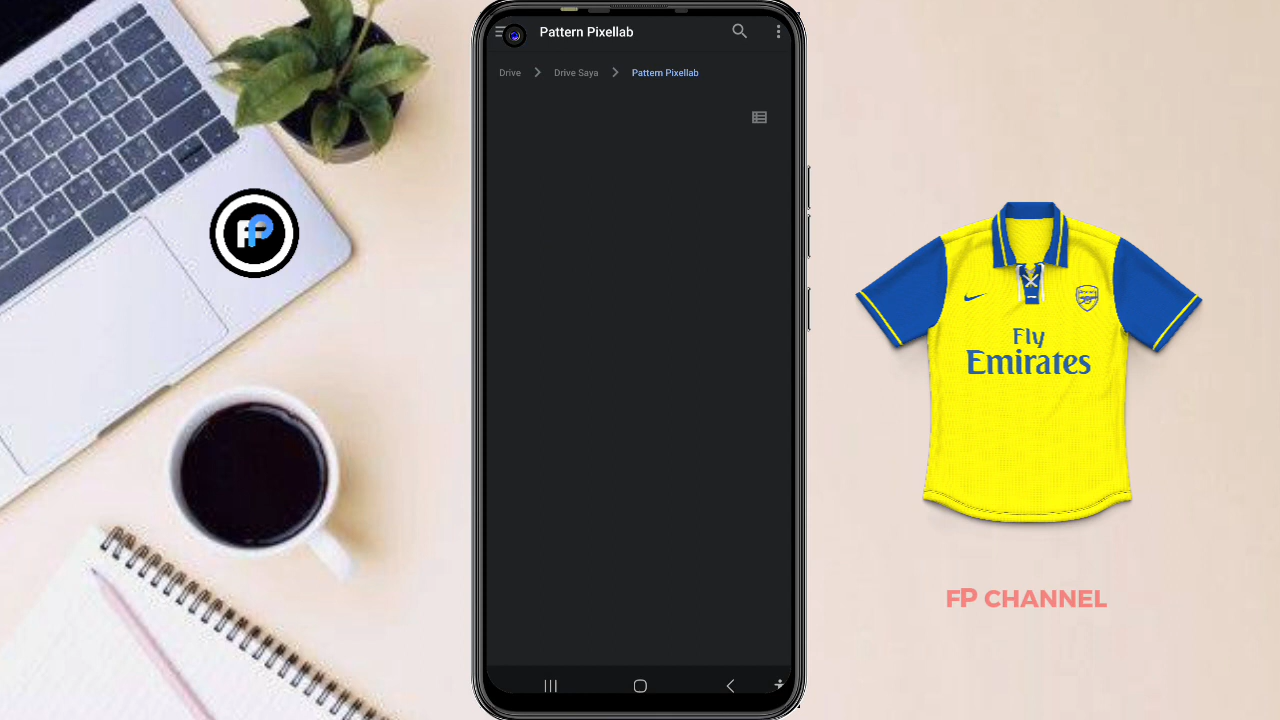 Pattern Pixellab
Drive
Drive Saya
Pattern Pixellab
FP
Fly
Emirates
FP CHANNEL